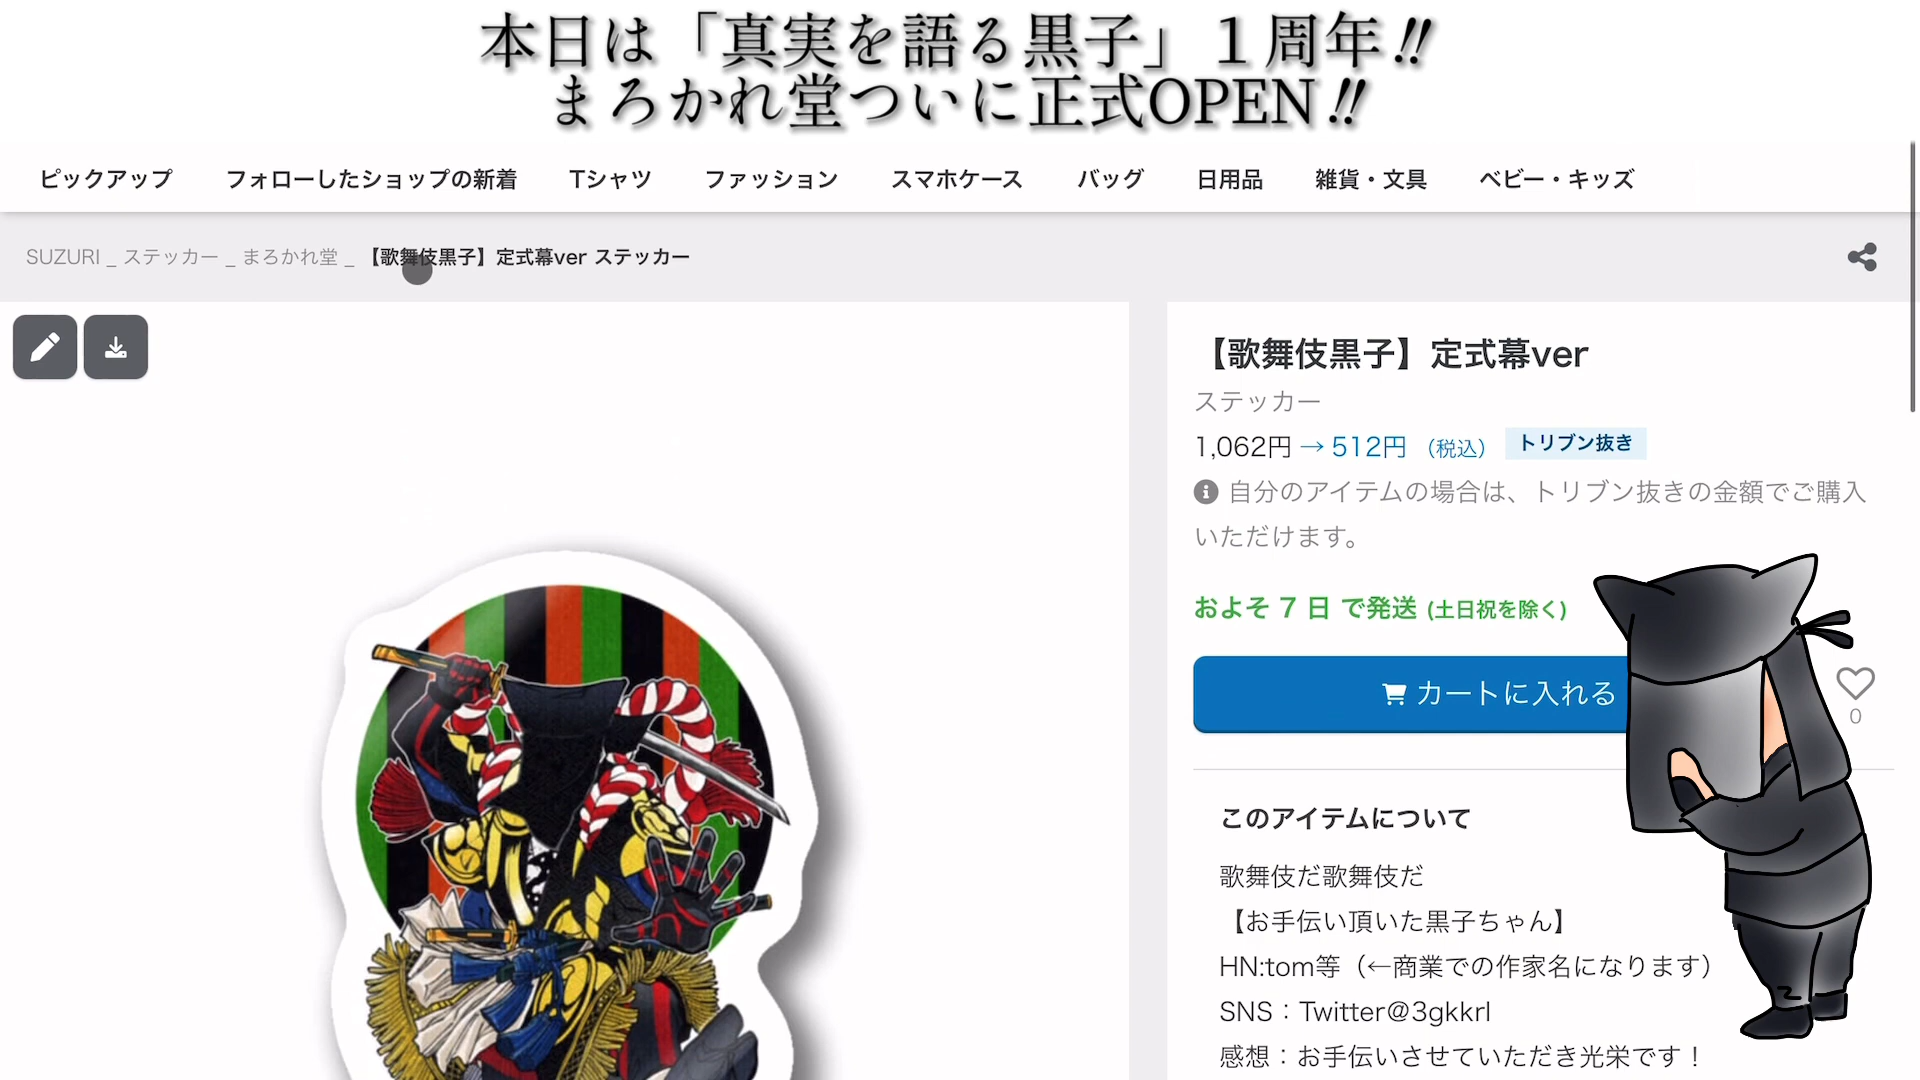 本日は「真実を語る黒子」１周年!!
まろかれ堂ついに正式OPEN!!
ピックアップ
フォローしたショップの新着
Tシャツ
ファッション
スマホケース
バッグ
日用品
雑貨・文具
ベビー・キッズ
SUZURI _ ステッカー _ まろかれ堂 _ 【歌舞伎黒子】定式幕ver ステッカー
【歌舞伎黒子】定式幕ver
ステッカー
1,062円→512円（税込） トリブン抜き
自分のアイテムの場合は、トリブン抜きの金額でご購入
いただけます。
およそ 7 日 で発送 (土日祝を除く)
カートに入れる
0
このアイテムについて
歌舞伎だ歌舞伎だ
【お手伝い頂いた黒子ちゃん】
HN:tom等（←商業での作家名になります）
SNS：Twitter@3gkkrI
感想：お手伝いさせていただき光栄です！